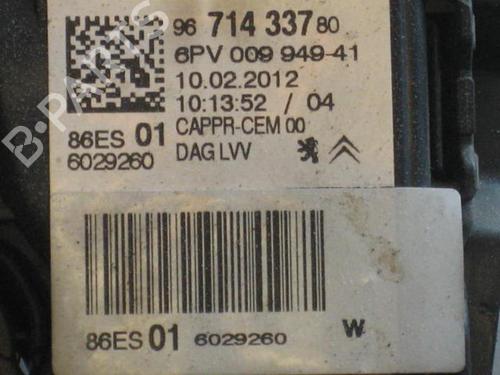 96 714 337 80
6PV 009 949-41
10.02.2012
10:13:52 / 04
86ES 01 CAPPR-CEM 00
6029260 DAG LVV
86ES 01 6029260 W
B-PARTS